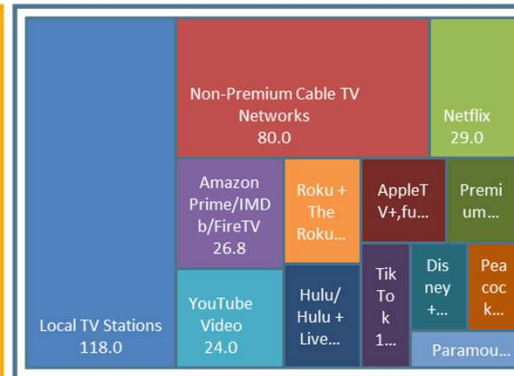 Non-Premium Cable TV
Networks
80.0
Netflix
29.0
Amazon
Prime/IMD
b/FireTV
26.8
Roku +
The
Roku...
AppleT
V+,fu...
Premi
um...
Local TV Stations
118.0
YouTube
Video
24.0
Hulu/
Hulu +
Live...
Tik
To
k
1...
Dis
ney
+...
Pea
coc
k...
Paramou...